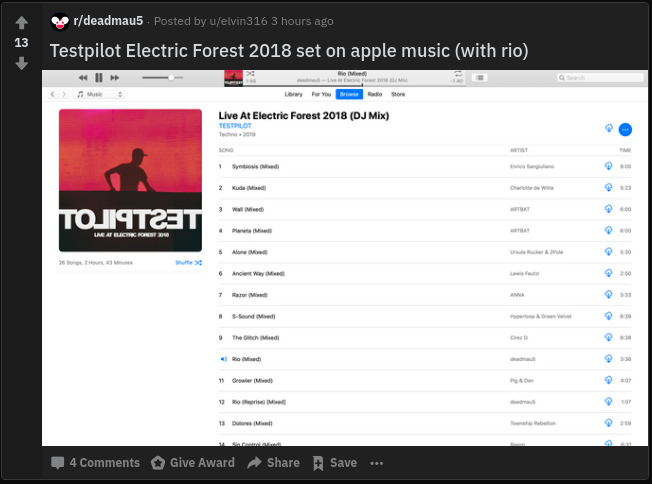 r/deadmau5 · Posted by u/elvin316 3 hours ago
13
Testpilot Electric Forest 2018 set on apple music (with rio)
Rio (Mixed)
deadmau5 — Live At Electric Forest 2018 (DJ Mix)
Search
Music
Library For You Browse Radio Store
Live At Electric Forest 2018 (DJ Mix)
TESTPILOT
Techno • 2019
TESTPILOT
LIVE AT ELECTRIC FOREST 2018
26 Songs, 2 Hours, 43 Minutes Shuffle
SONG ARTIST TIME
1 Symbiosis (Mixed) Enrico Sangiuliano 8:05
2 Kuda (Mixed) Charlotte de Witte 5:23
3 Wall (Mixed) ARTBAT 6:00
4 Planeta (Mixed) ARTBAT 6:00
5 Alone (Mixed) Ursula Rucker & 2Pole 5:30
6 Ancient Way (Mixed) Lewis Fautzi 2:50
7 Razor (Mixed) ANNA 5:33
8 S-Sound (Mixed) Hyperloop & Green Velvet 6:39
9 The Glitch (Mixed) Cirez D 6:38
Rio (Mixed) deadmau5 3:36
11 Growler (Mixed) Pig & Dan 4:07
12 Rio (Reprise) [Mixed] deadmau5 1:07
13 Dolores (Mixed) Township Rebellion 2:59
14 Sin Control (Mixed)
4 Comments Give Award Share Save